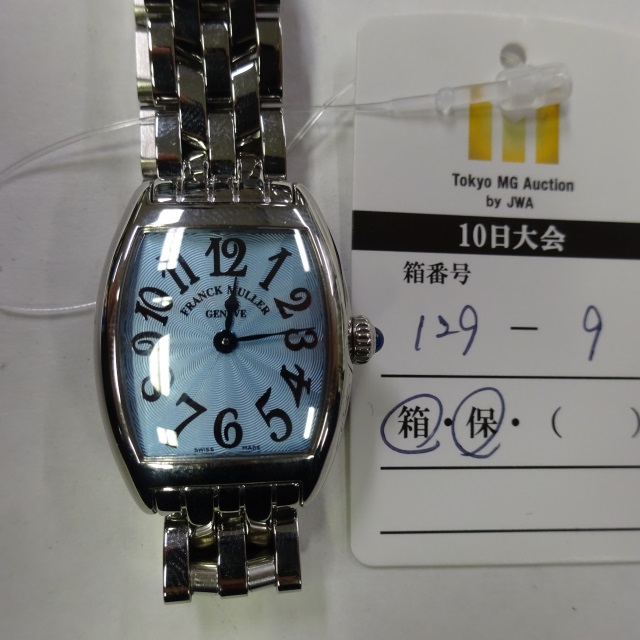 12
1
2
3
4
5
6
7
8
9
10
11
FRANCK MULLER
GENEVE
SWISS MADE
Tokyo MG Auction
by JWA
10日大会
箱番号
129 - 9
箱・保・( )